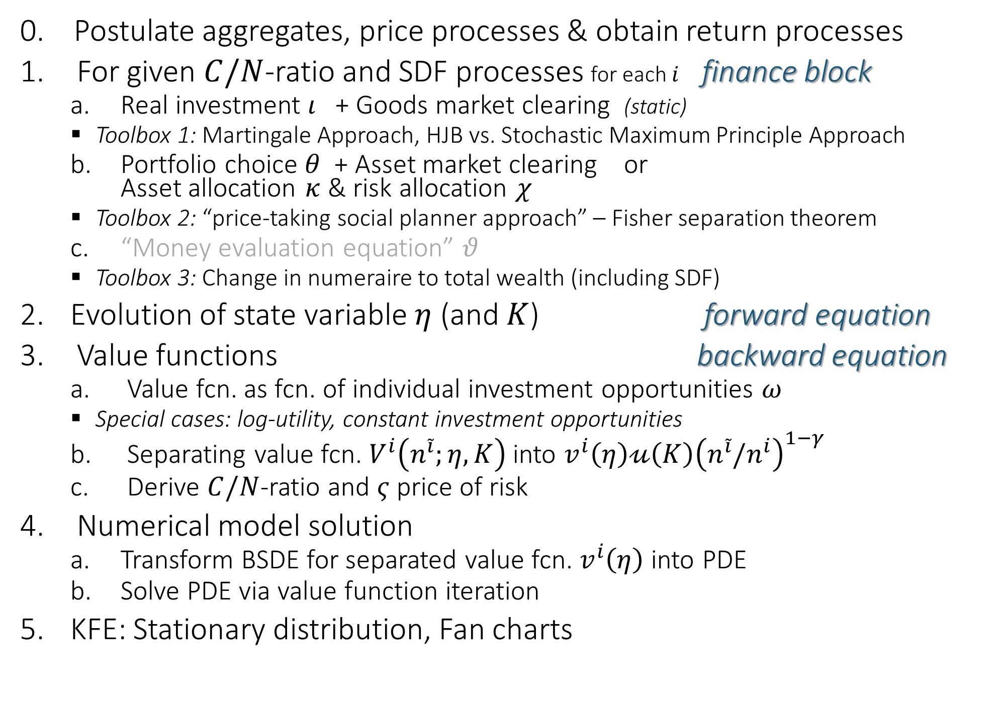 0. Postulate aggregates, price processes & obtain return processes
1. For given C/N-ratio and SDF processes for each i finance block
a. Real investment ι + Goods market clearing (static)
▪ Toolbox 1: Martingale Approach, HJB vs. Stochastic Maximum Principle Approach
b. Portfolio choice θ + Asset market clearing or
Asset allocation κ & risk allocation χ
▪ Toolbox 2: “price-taking social planner approach” – Fisher separation theorem
c. “Money evaluation equation” ϑ
▪ Toolbox 3: Change in numeraire to total wealth (including SDF)
2. Evolution of state variable η (and K) forward equation
3. Value functions backward equation
a. Value fcn. as fcn. of individual investment opportunities ω
▪ Special cases: log-utility, constant investment opportunities
b. Separating value fcn. V^i(n^ĩ; η, K) into v^i(η)𝓊(K)(n^ĩ/n^i)^{1−γ}
c. Derive C/N-ratio and ς price of risk
4. Numerical model solution
a. Transform BSDE for separated value fcn. v^i(η) into PDE
b. Solve PDE via value function iteration
5. KFE: Stationary distribution, Fan charts